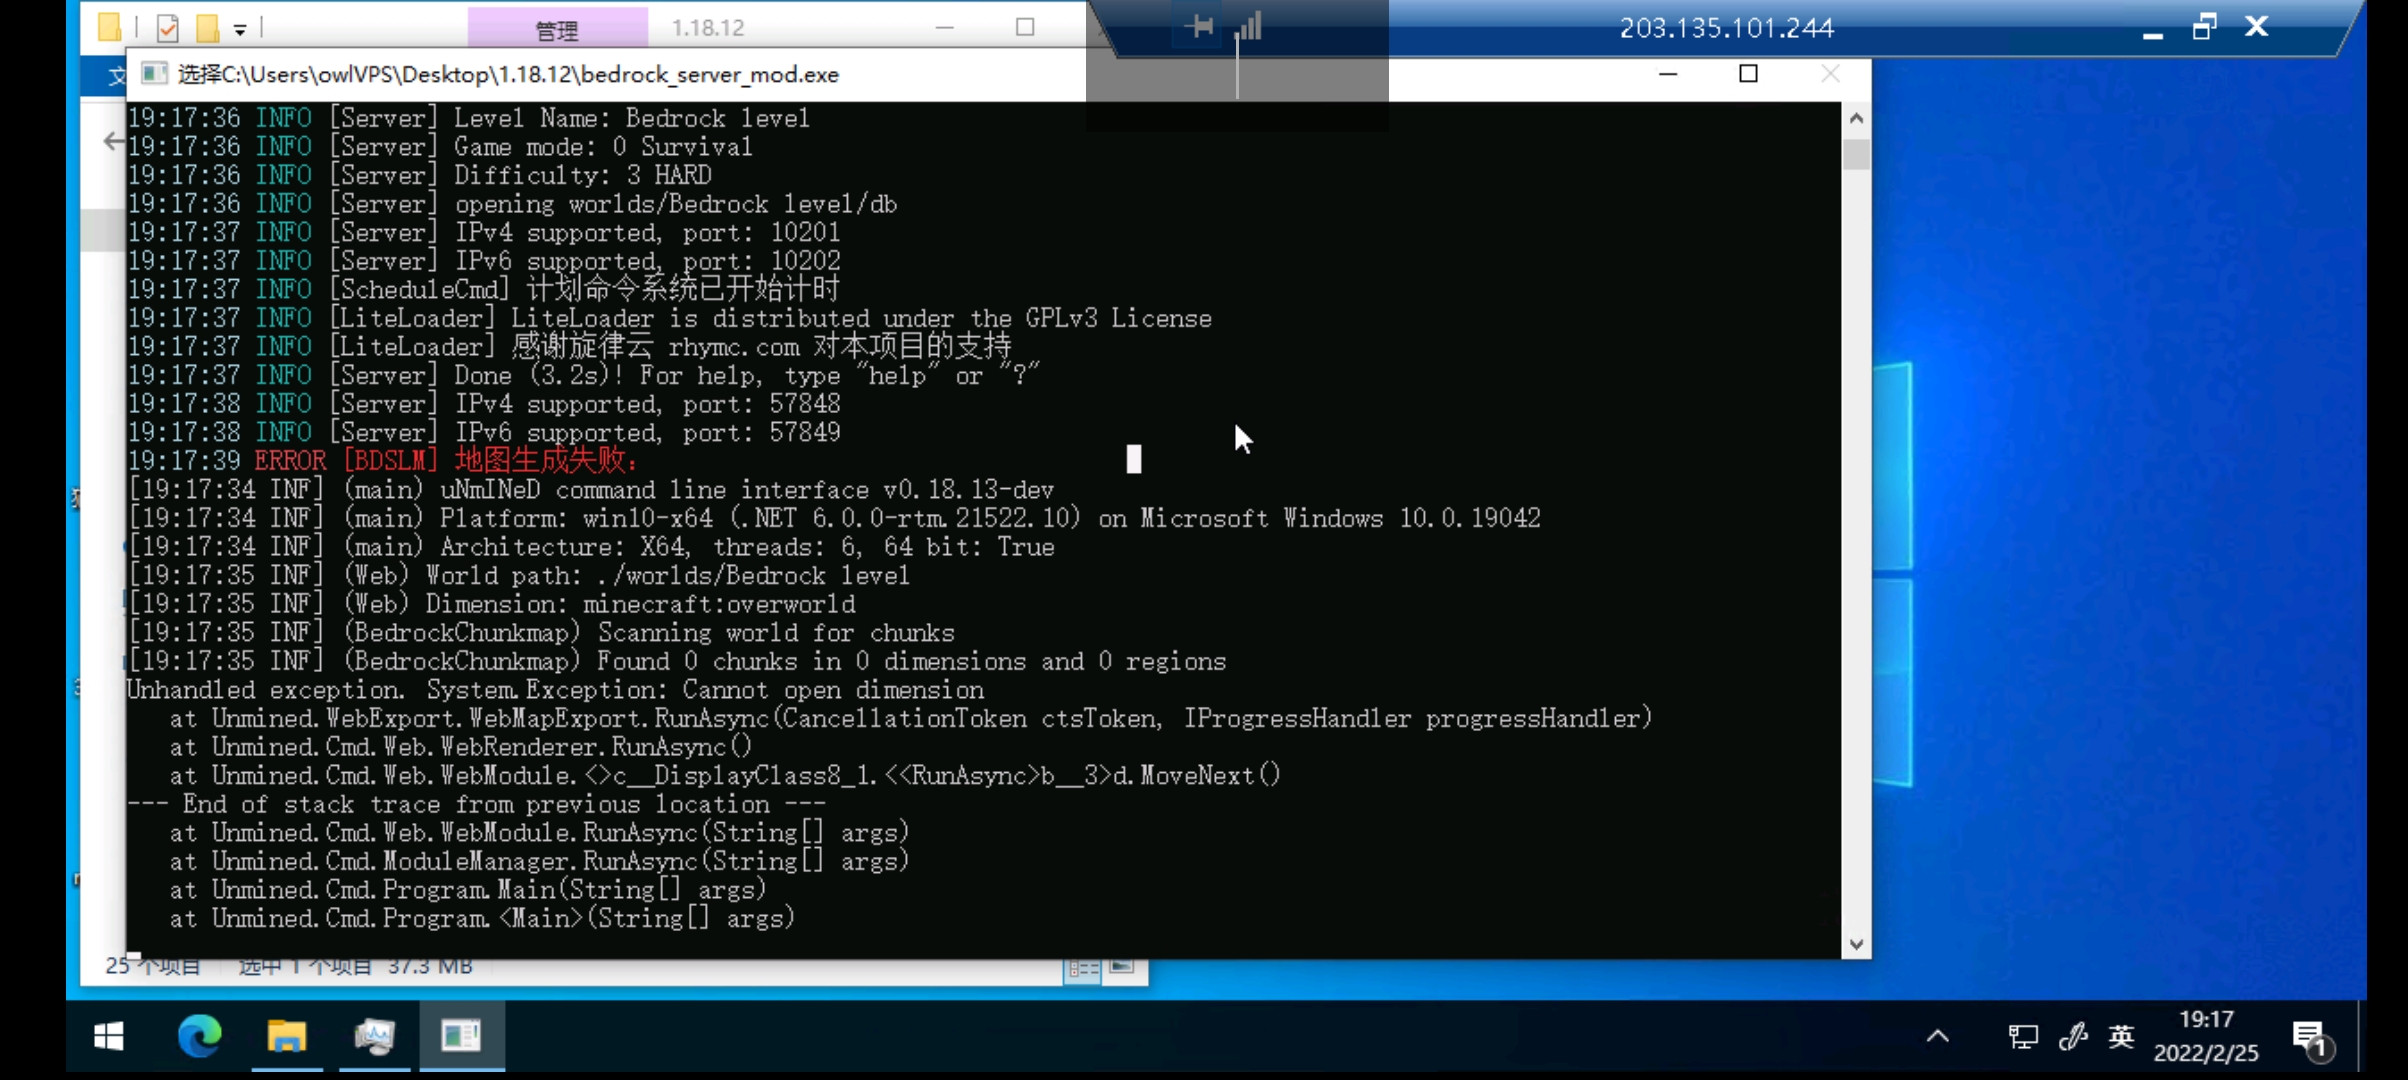 管理
1.18.12
203.135.101.244
文
选择C:\Users\owlVPS\Desktop\1.18.12\bedrock_server_mod.exe
19:17:36 INFO [Server] Level Name: Bedrock level
19:17:36 INFO [Server] Game mode: 0 Survival
19:17:36 INFO [Server] Difficulty: 3 HARD
19:17:36 INFO [Server] opening worlds/Bedrock level/db
19:17:37 INFO [Server] IPv4 supported, port: 10201
19:17:37 INFO [Server] IPv6 supported, port: 10202
19:17:37 INFO [ScheduleCmd] 计划命令系统已开始计时
19:17:37 INFO [LiteLoader] LiteLoader is distributed under the GPLv3 License
19:17:37 INFO [LiteLoader] 感谢旋律云 rhymc.com 对本项目的支持
19:17:37 INFO [Server] Done (3.2s)! For help, type "help" or "?"
19:17:38 INFO [Server] IPv4 supported, port: 57848
19:17:38 INFO [Server] IPv6 supported, port: 57849
19:17:39 ERROR [BDSLM] 地图生成失败：
[19:17:34 INF] (main) uNmINeD command line interface v0.18.13-dev
[19:17:34 INF] (main) Platform: win10-x64 (.NET 6.0.0-rtm.21522.10) on Microsoft Windows 10.0.19042
[19:17:34 INF] (main) Architecture: X64, threads: 6, 64 bit: True
[19:17:35 INF] (Web) World path: ./worlds/Bedrock level
[19:17:35 INF] (Web) Dimension: minecraft:overworld
[19:17:35 INF] (BedrockChunkmap) Scanning world for chunks
[19:17:35 INF] (BedrockChunkmap) Found 0 chunks in 0 dimensions and 0 regions
Unhandled exception. System.Exception: Cannot open dimension
at Unmined.WebExport.WebMapExport.RunAsync(CancellationToken ctsToken, IProgressHandler progressHandler)
at Unmined.Cmd.Web.WebRenderer.RunAsync()
at Unmined.Cmd.Web.WebModule.<>c__DisplayClass8_1.<<RunAsync>b__3>d.MoveNext()
--- End of stack trace from previous location ---
at Unmined.Cmd.Web.WebModule.RunAsync(String[] args)
at Unmined.Cmd.ModuleManager.RunAsync(String[] args)
at Unmined.Cmd.Program.Main(String[] args)
at Unmined.Cmd.Program.<Main>(String[] args)
25 个项目 选中 1 个项目 37.3 MB
英
19:17
2022/2/25
1